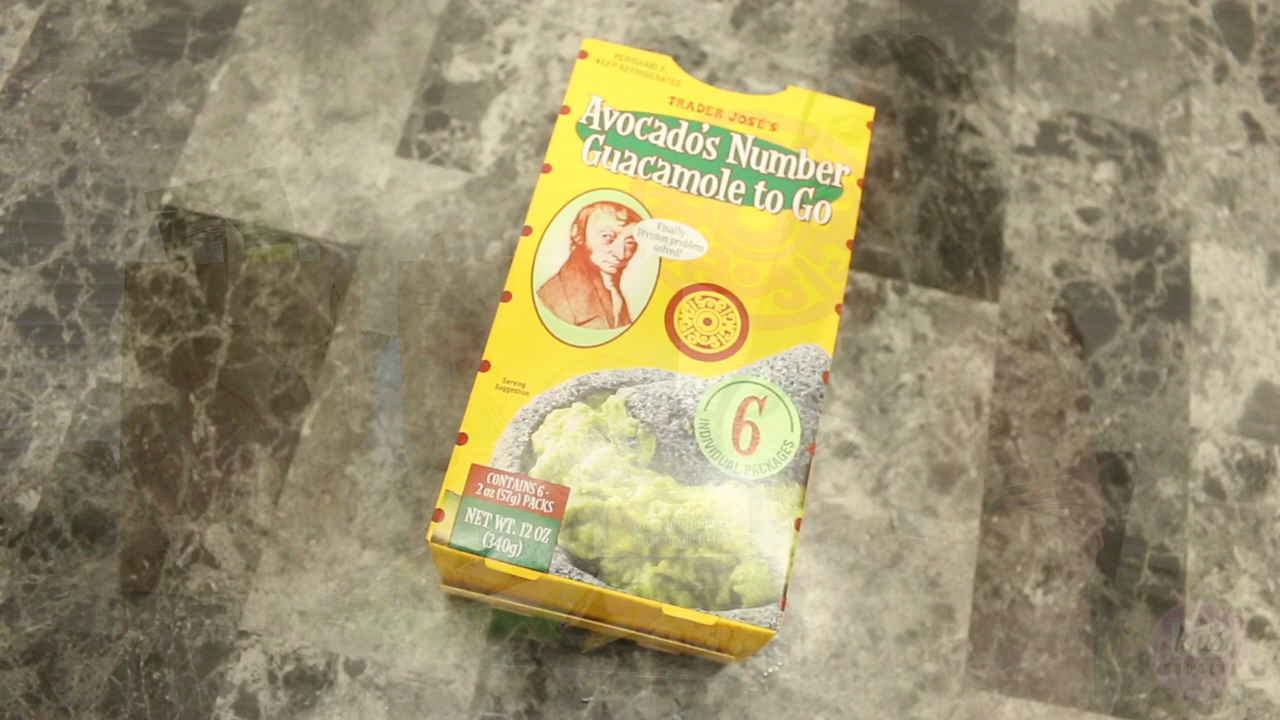 PERISHABLE
KEEP REFRIGERATED
TRADER JOSÉ'S
Avocado's Number
Guacamole to Go
Finally-
Division problem
solved!
6
INDIVIDUAL PACKAGES
Serving
Suggestion
CONTAINS 6 -
2 oz (57g) PACKS
NET WT. 12 OZ
(340g)